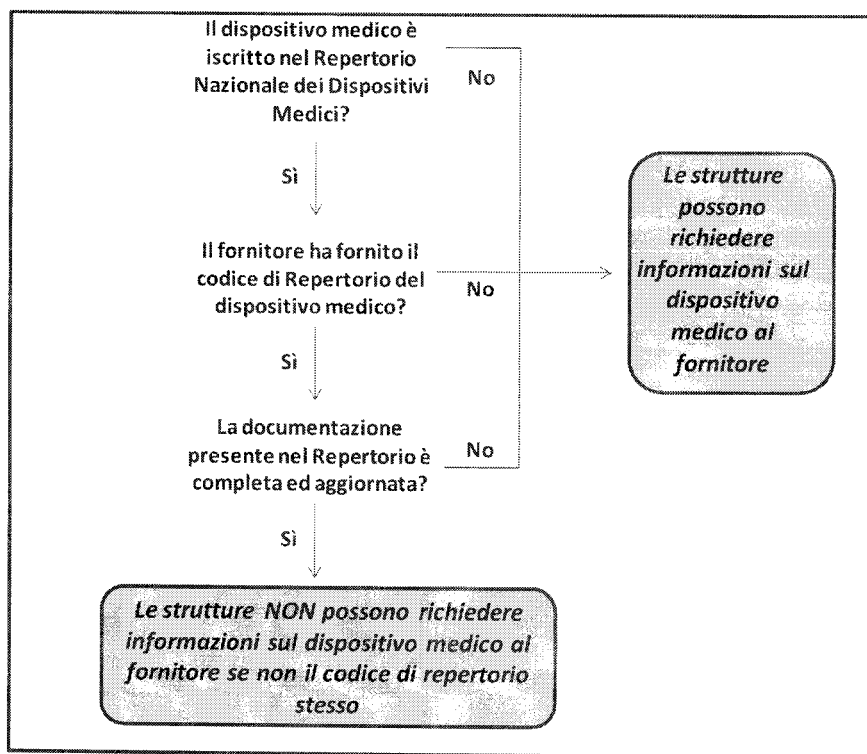 Il dispositivo medico è
iscritto nel Repertorio
Nazionale dei Dispositivi
Medici?
No
Sì
Le strutture
possono
richiedere
informazioni sul
dispositivo
medico al
fornitore
Il fornitore ha fornito il
codice di Repertorio del
dispositivo medico?
No
Sì
La documentazione
presente nel Repertorio è
completa ed aggiornata?
No
Sì
Le strutture NON possono richiedere
informazioni sul dispositivo medico al
fornitore se non il codice di repertorio
stesso